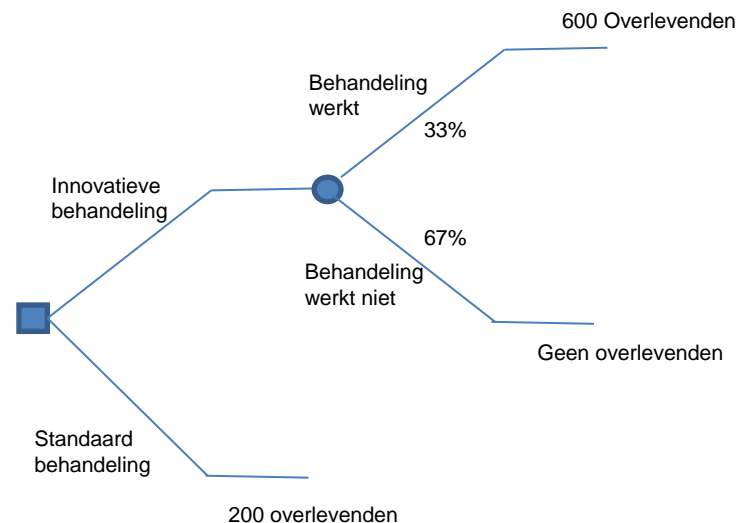 600 Overlevenden
Behandeling
werkt
33%
Innovatieve
behandeling
67%
Behandeling
werkt niet
Geen overlevenden
Standaard
behandeling
200 overlevenden